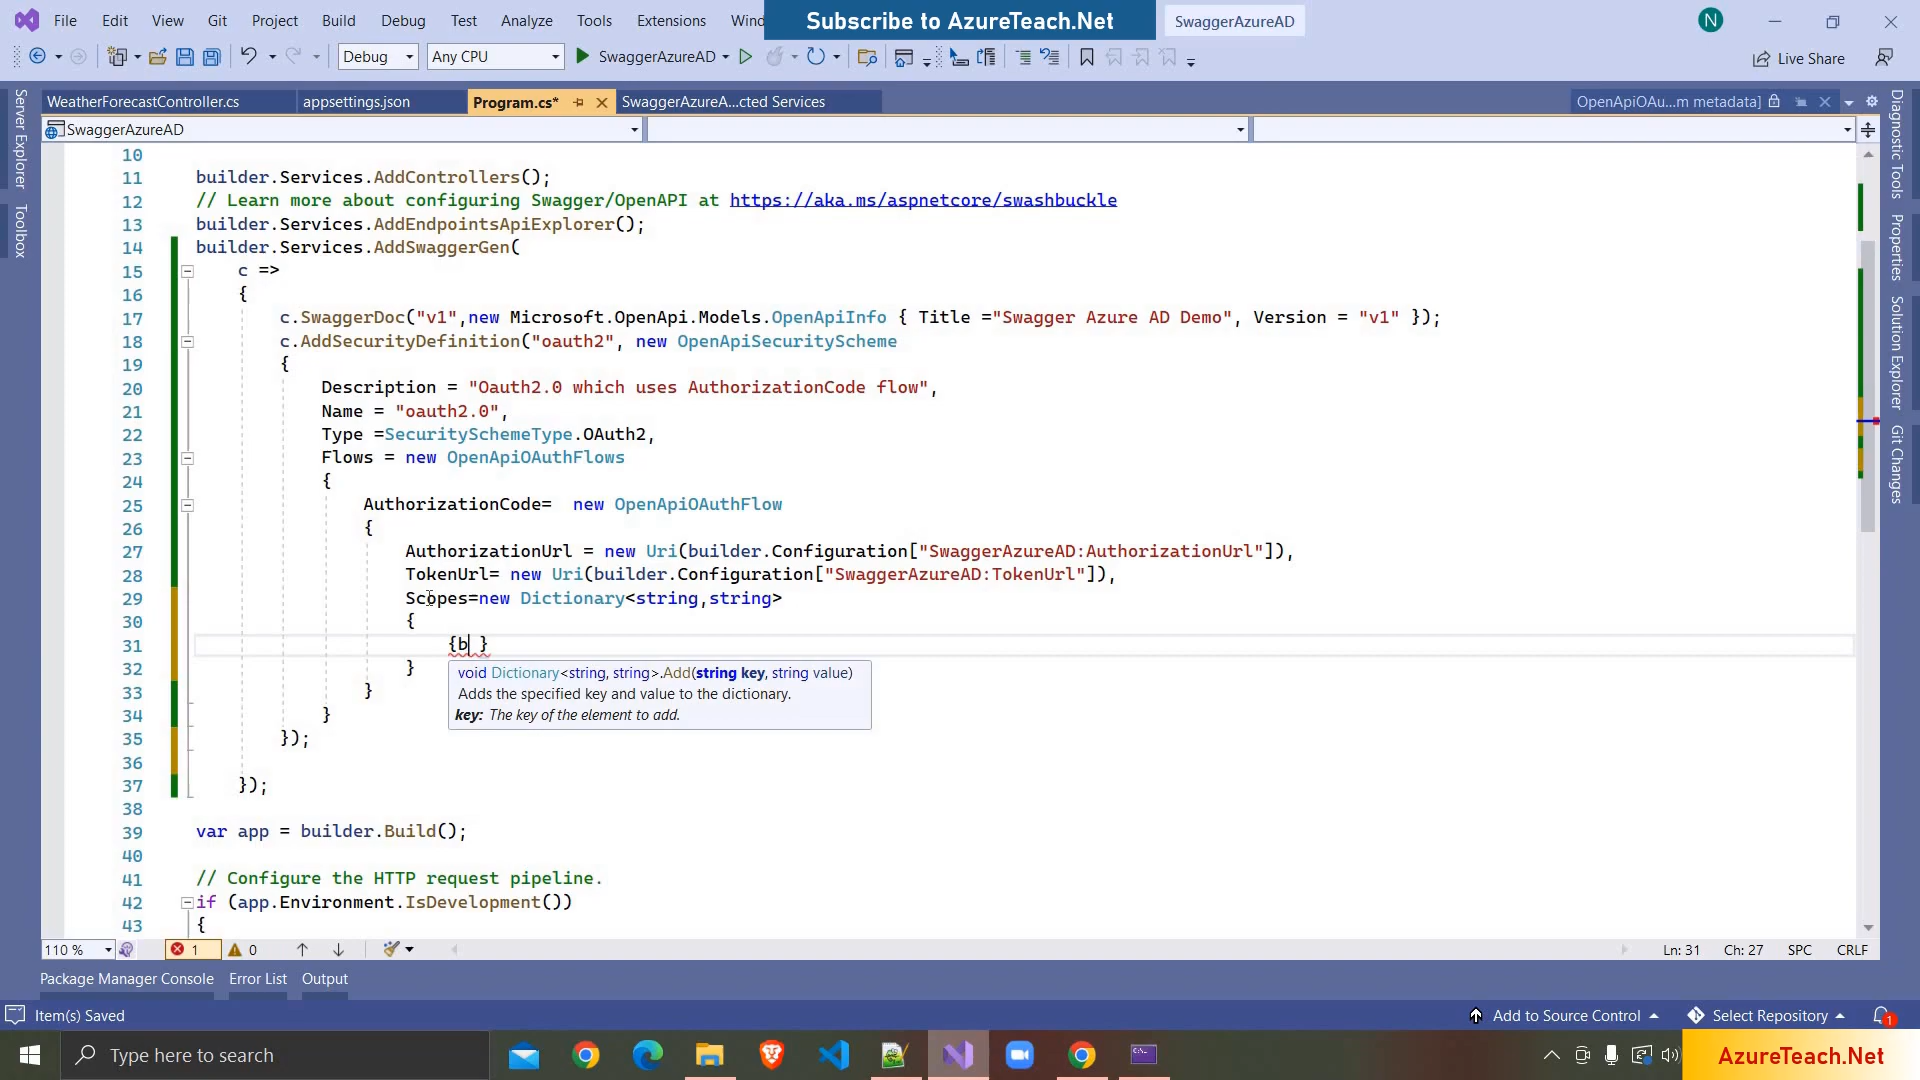 File Edit View Git Project Build Debug Test Analyze Tools Extensions Wind Subscribe to AzureTeach.Net SwaggerAzureAD N
Debug Any CPU SwaggerAzureAD Live Share
WeatherForecastController.cs appsettings.json Program.cs* SwaggerAzureA...cted Services OpenApiOAu...m metadata]
SwaggerAzureAD
Server Explorer
Toolbox
Diagnostic Tools
Properties
Solution Explorer
Git Changes
10
11 builder.Services.AddControllers();
12 // Learn more about configuring Swagger/OpenAPI at https://aka.ms/aspnetcore/swashbuckle
13 builder.Services.AddEndpointsApiExplorer();
14 builder.Services.AddSwaggerGen(
15 c =>
16 {
17 c.SwaggerDoc("v1",new Microsoft.OpenApi.Models.OpenApiInfo { Title ="Swagger Azure AD Demo", Version = "v1" });
18 c.AddSecurityDefinition("oauth2", new OpenApiSecurityScheme
19 {
20 Description = "Oauth2.0 which uses AuthorizationCode flow",
21 Name = "oauth2.0",
22 Type =SecuritySchemeType.OAuth2,
23 Flows = new OpenApiOAuthFlows
24 {
25 AuthorizationCode= new OpenApiOAuthFlow
26 {
27 AuthorizationUrl = new Uri(builder.Configuration["SwaggerAzureAD:AuthorizationUrl"]),
28 TokenUrl= new Uri(builder.Configuration["SwaggerAzureAD:TokenUrl"]),
29 Scopes=new Dictionary<string,string>
30 {
31 {b }
32 }
void Dictionary<string, string>.Add(string key, string value)
Adds the specified key and value to the dictionary.
key: The key of the element to add.
33 }
34 }
35 });
36
37 });
38
39 var app = builder.Build();
40
41 // Configure the HTTP request pipeline.
42 if (app.Environment.IsDevelopment())
43 {
110 % 1 0 Ln: 31 Ch: 27 SPC CRLF
Package Manager Console Error List Output
Item(s) Saved Add to Source Control Select Repository 1
Type here to search AzureTeach.Net